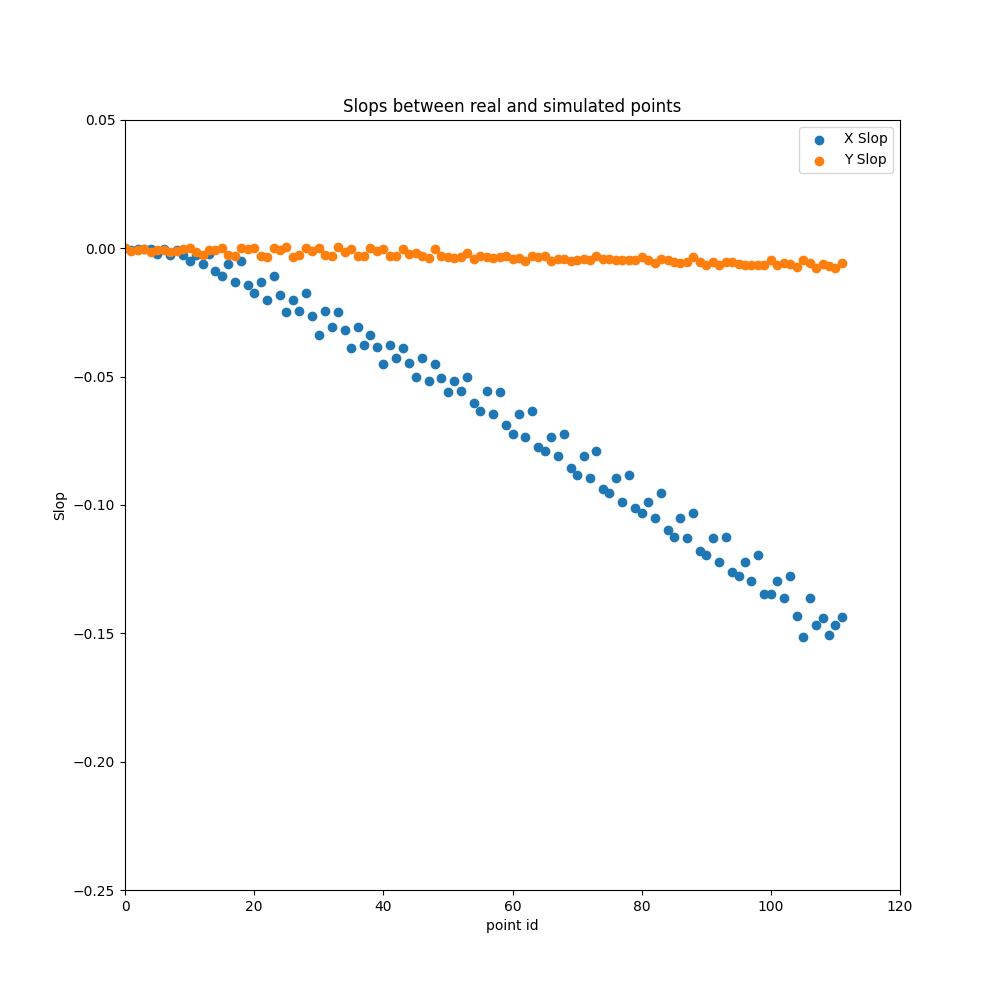 Slops between real and simulated points
X Slop
Y Slop
0.05
0.00
−0.05
−0.10
−0.15
−0.20
−0.25
Slop
0 20 40 60 80 100 120
point id